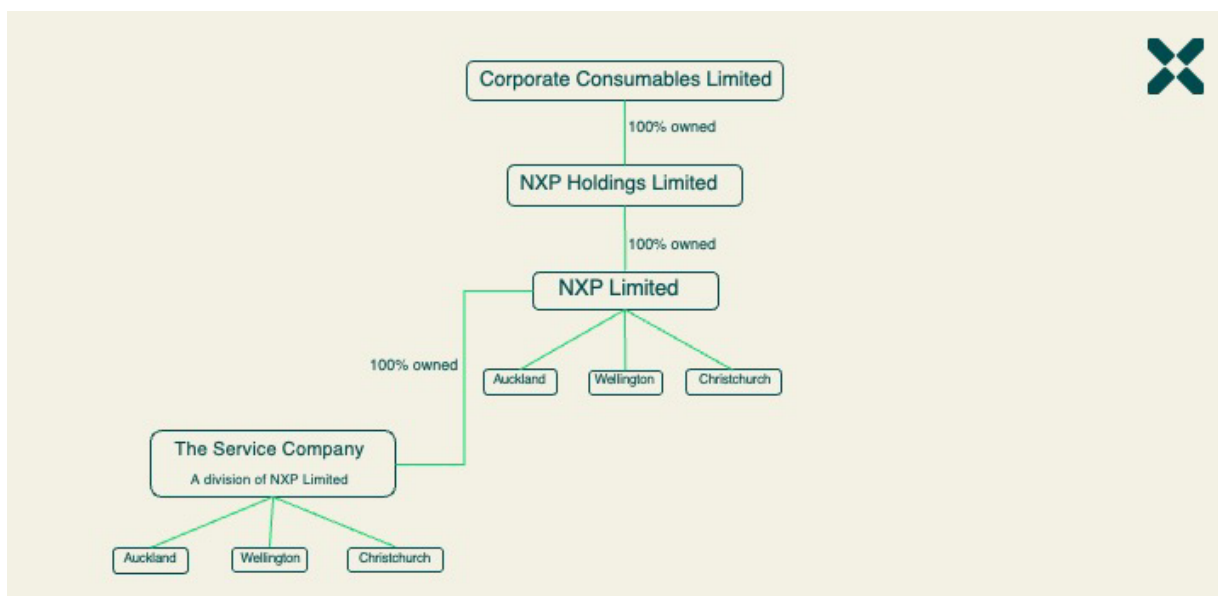 Corporate Consumables Limited
100% owned
NXP Holdings Limited
100% owned
NXP Limited
100% owned
Auckland
Wellington
Christchurch
The Service Company
A division of NXP Limited
Auckland
Wellington
Christchurch